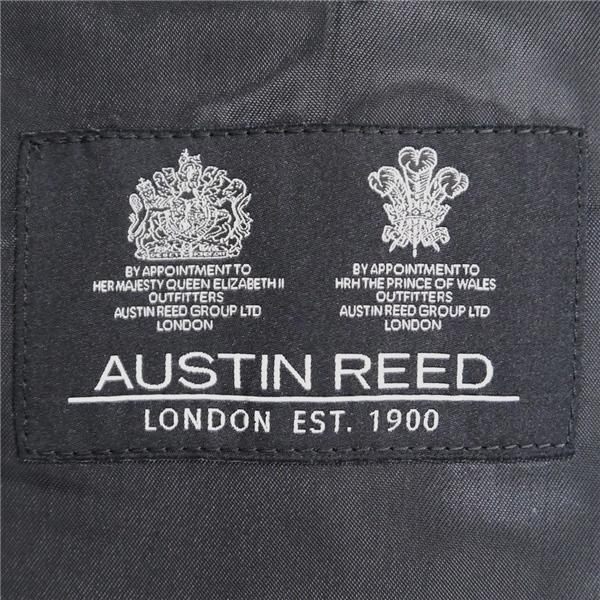 BY APPOINTMENT TO
HER MAJESTY QUEEN ELIZABETH II
OUTFITTERS
AUSTIN REED GROUP LTD
LONDON
BY APPOINTMENT TO
HRH THE PRINCE OF WALES
OUTFITTERS
AUSTIN REED GROUP LTD
LONDON
AUSTIN REED
LONDON EST. 1900